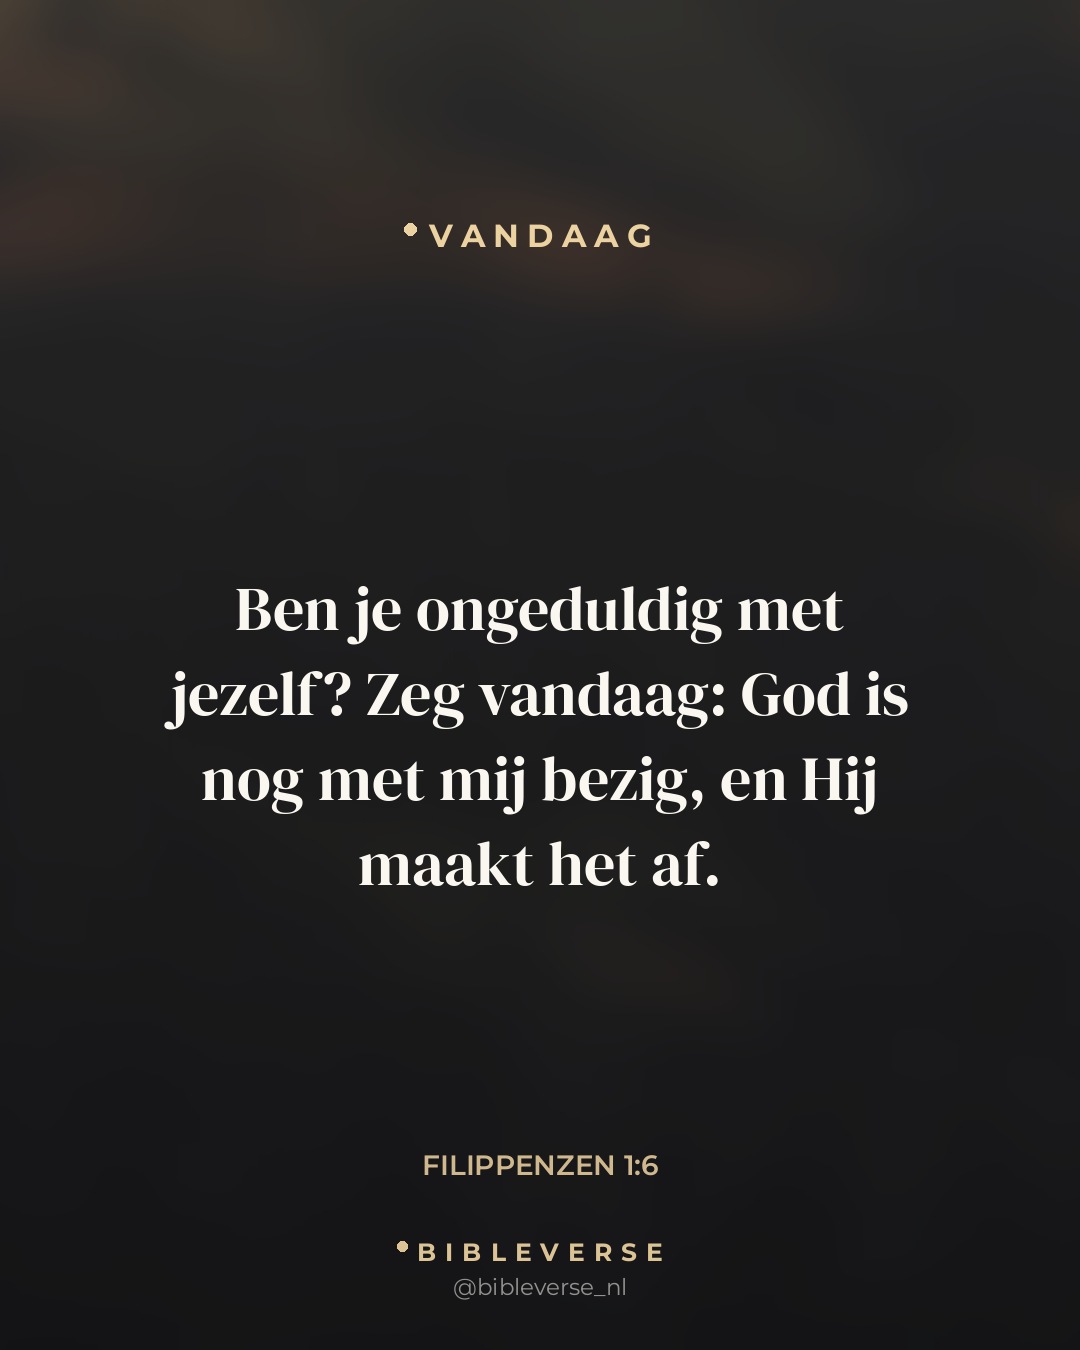 VANDAAG
Ben je ongeduldig met
jezelf? Zeg vandaag: God is
nog met mij bezig, en Hij
maakt het af.
FILIPPENZEN 1:6
BIBLEVERSE
@bibleverse_nl